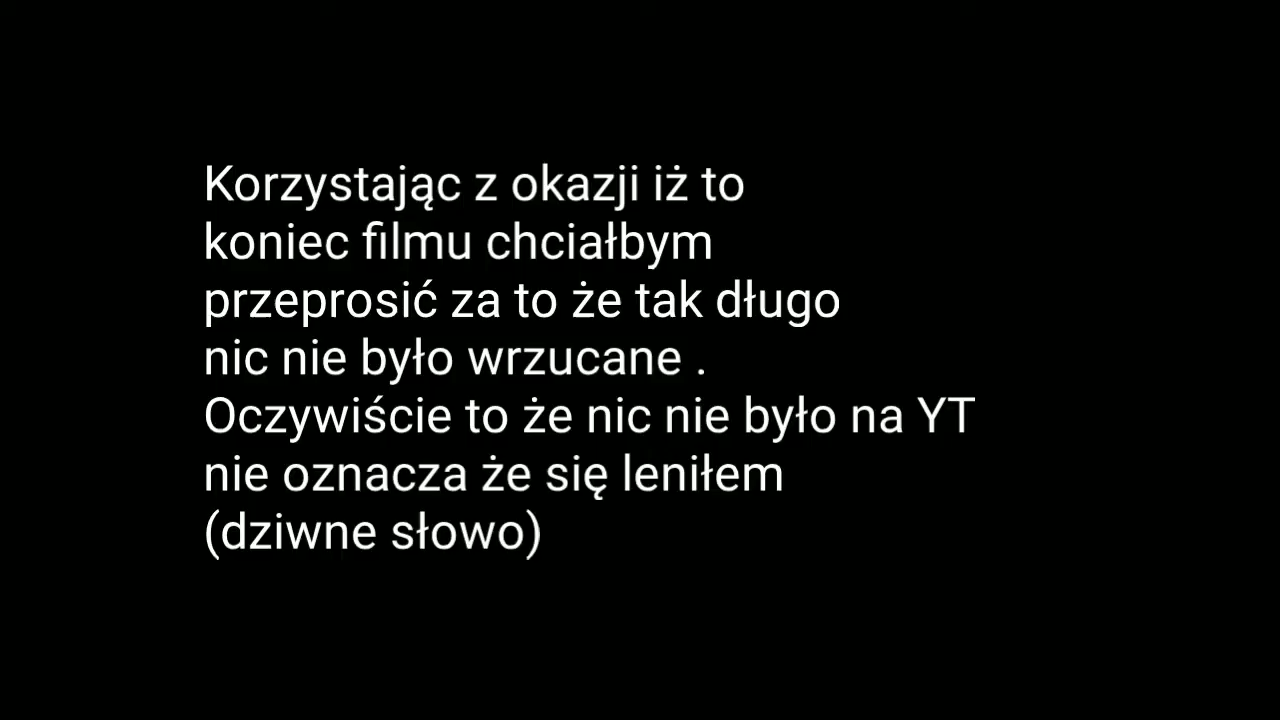 Korzystając z okazji iż to
koniec filmu chciałbym
przeprosić za to że tak długo
nic nie było wrzucane .
Oczywiście to że nic nie było na YT
nie oznacza że się leniłem
(dziwne słowo)